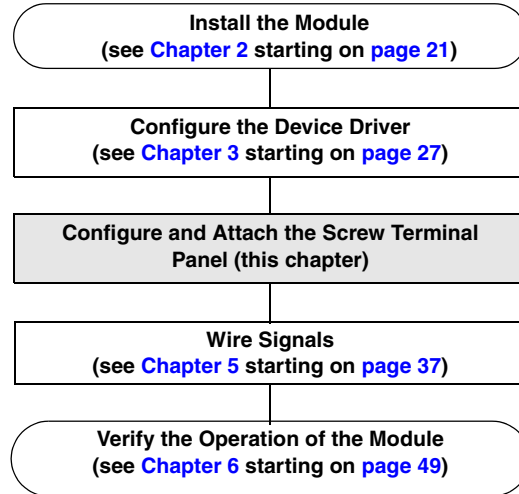 Install the Module
(see Chapter 2 starting on page 21)
Configure the Device Driver
(see Chapter 3 starting on page 27)
Configure and Attach the Screw Terminal
Panel (this chapter)
Wire Signals
(see Chapter 5 starting on page 37)
Verify the Operation of the Module
(see Chapter 6 starting on page 49)